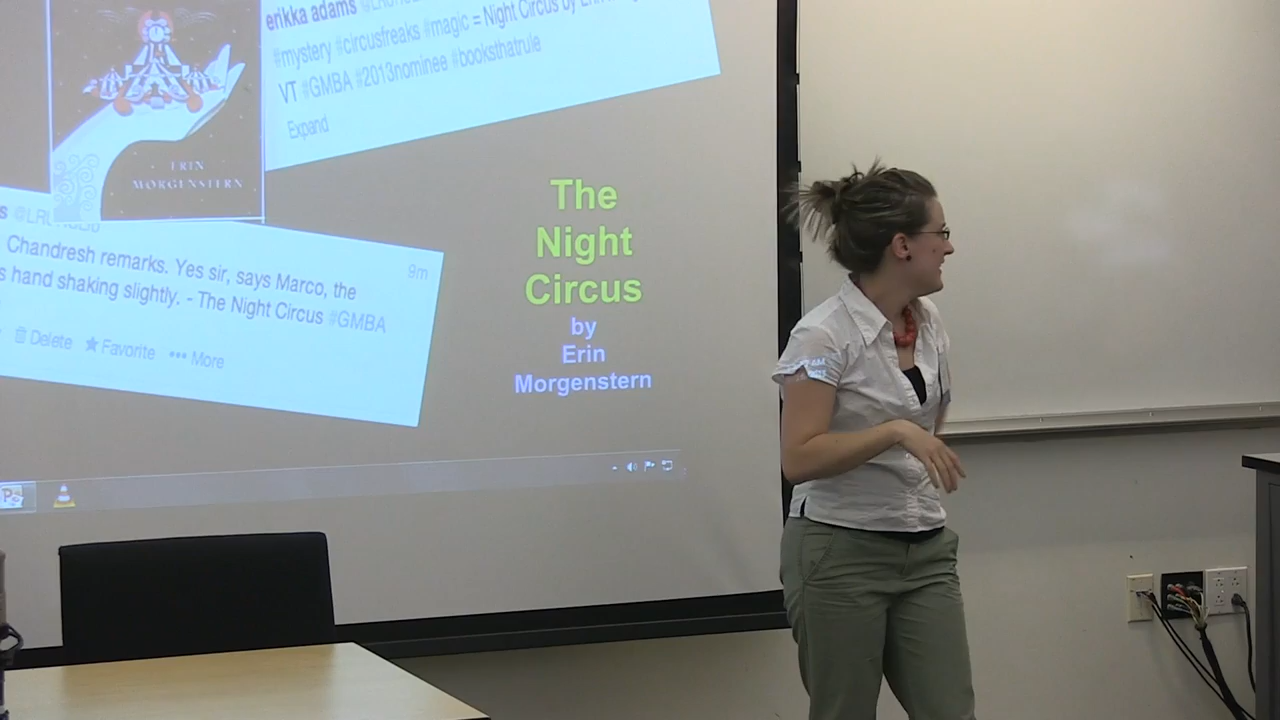 erikka adams
#mystery #circusfreaks #magic = Night Circus by
VT #GMBA #2013nominee #booksthatrule
Expand
ERIN
MORGENSTERN
9m
Chandresh remarks. Yes sir, says Marco, the
hand shaking slightly. - The Night Circus #GMBA
Delete Favorite More
The
Night
Circus
by
Erin
Morgenstern